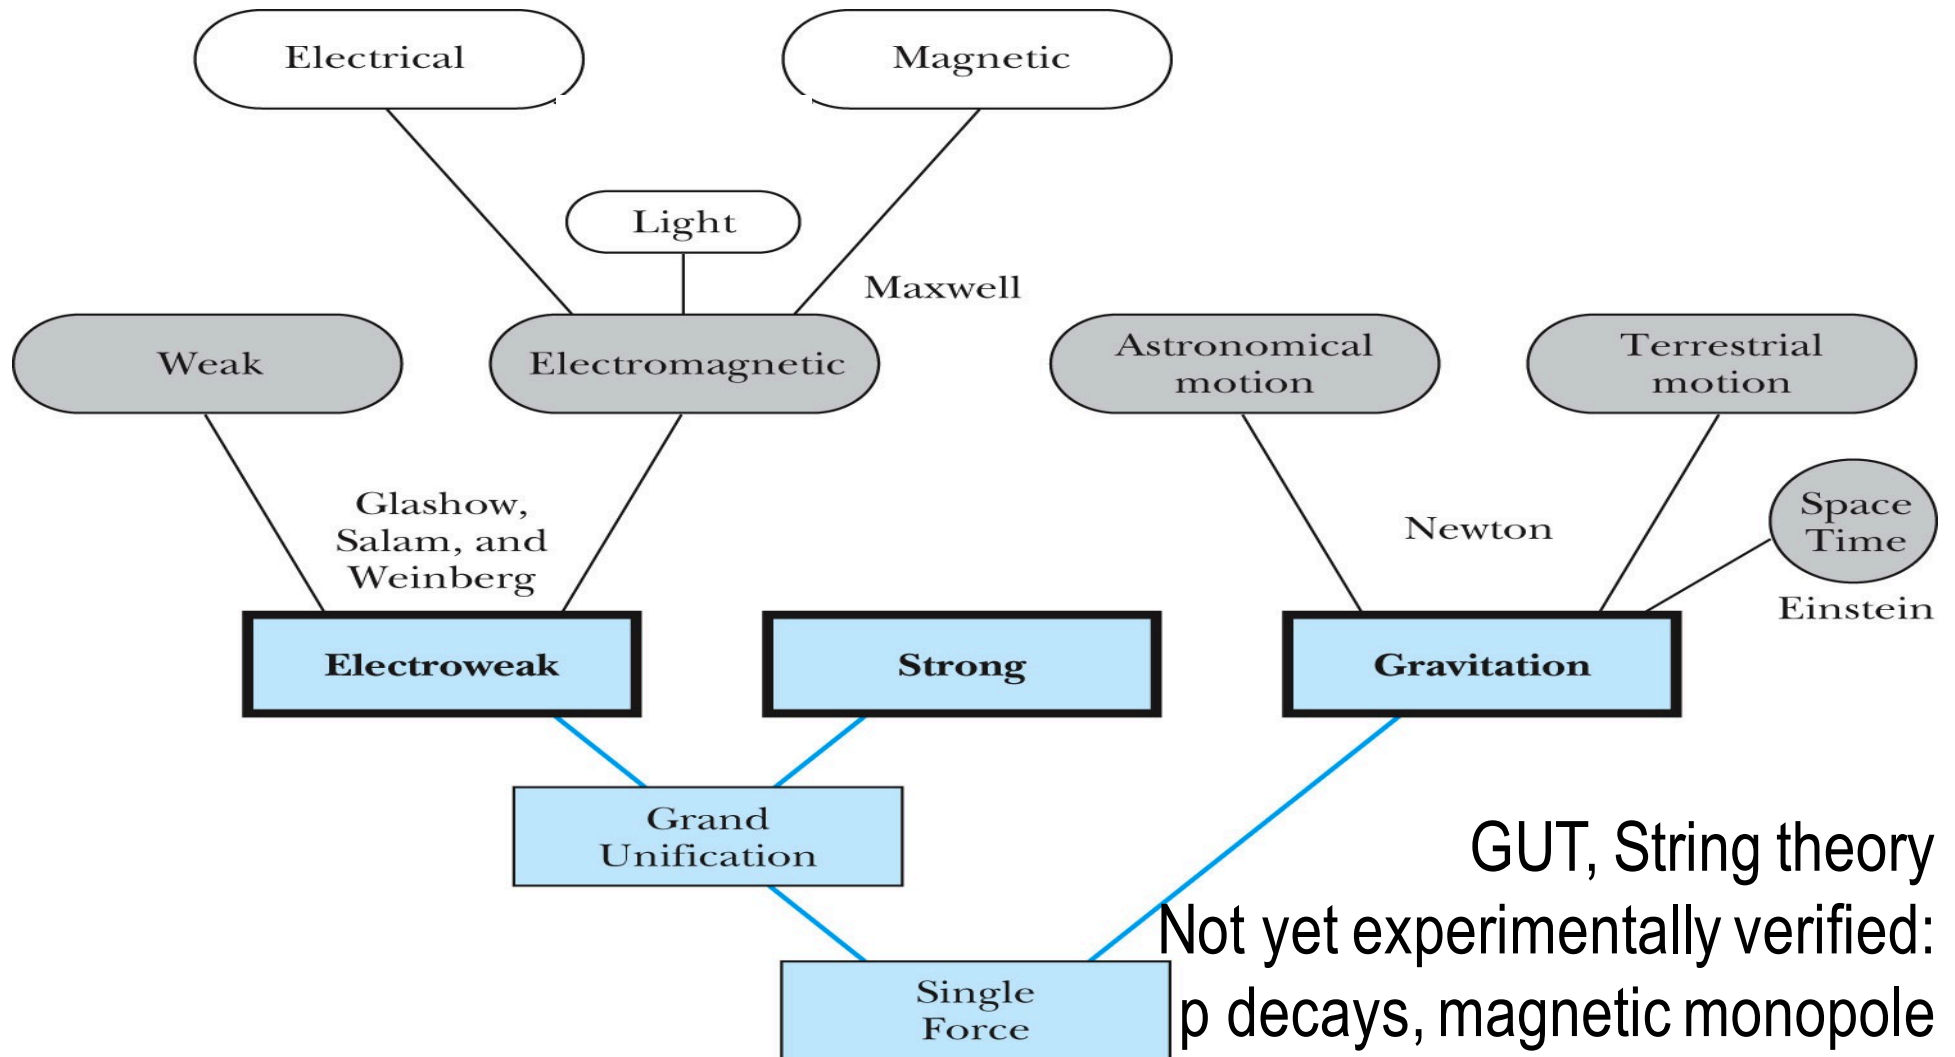 Electrical
Magnetic
Light
Maxwell
Weak
Electromagnetic
Astronomical
motion
Terrestrial
motion
Glashow,
Salam, and
Weinberg
Newton
Space
Time
Einstein
Electroweak
Strong
Gravitation
Grand
Unification
GUT, String theory
Not yet experimentally verified:
p decays, magnetic monopole
Single
Force